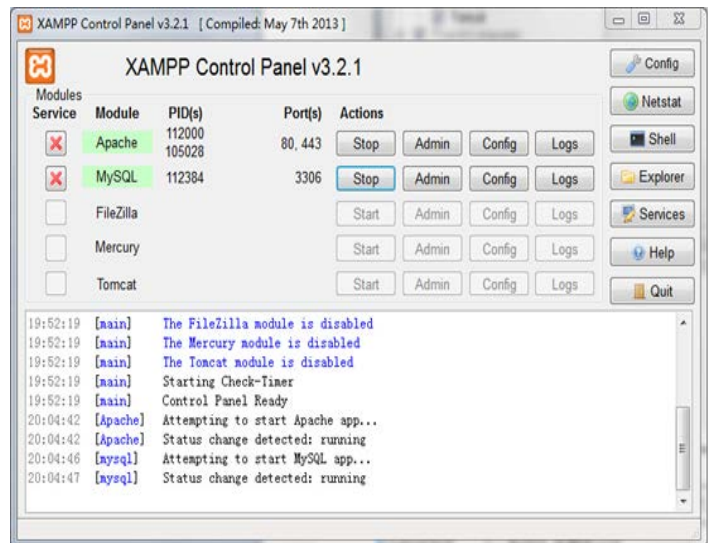 XAMPP Control Panel v3.2.1 [ Compiled: May 7th 2013 ]
XAMPP Control Panel v3.2.1
Config
Modules
Service Module PID(s) Port(s) Actions
Netstat
Apache 112000 105028 80, 443 Stop Admin Config Logs
Shell
MySQL 112384 3306 Stop Admin Config Logs
Explorer
FileZilla Start Admin Config Logs
Services
Mercury Start Admin Config Logs
Help
Tomcat Start Admin Config Logs
Quit
19:52:19 [main] The FileZilla module is disabled
19:52:19 [main] The Mercury module is disabled
19:52:19 [main] The Tomcat module is disabled
19:52:19 [main] Starting Check-Timer
19:52:19 [main] Control Panel Ready
20:04:42 [Apache] Attempting to start Apache app...
20:04:42 [Apache] Status change detected: running
20:04:46 [mysql] Attempting to start MySQL app...
20:04:47 [mysql] Status change detected: running